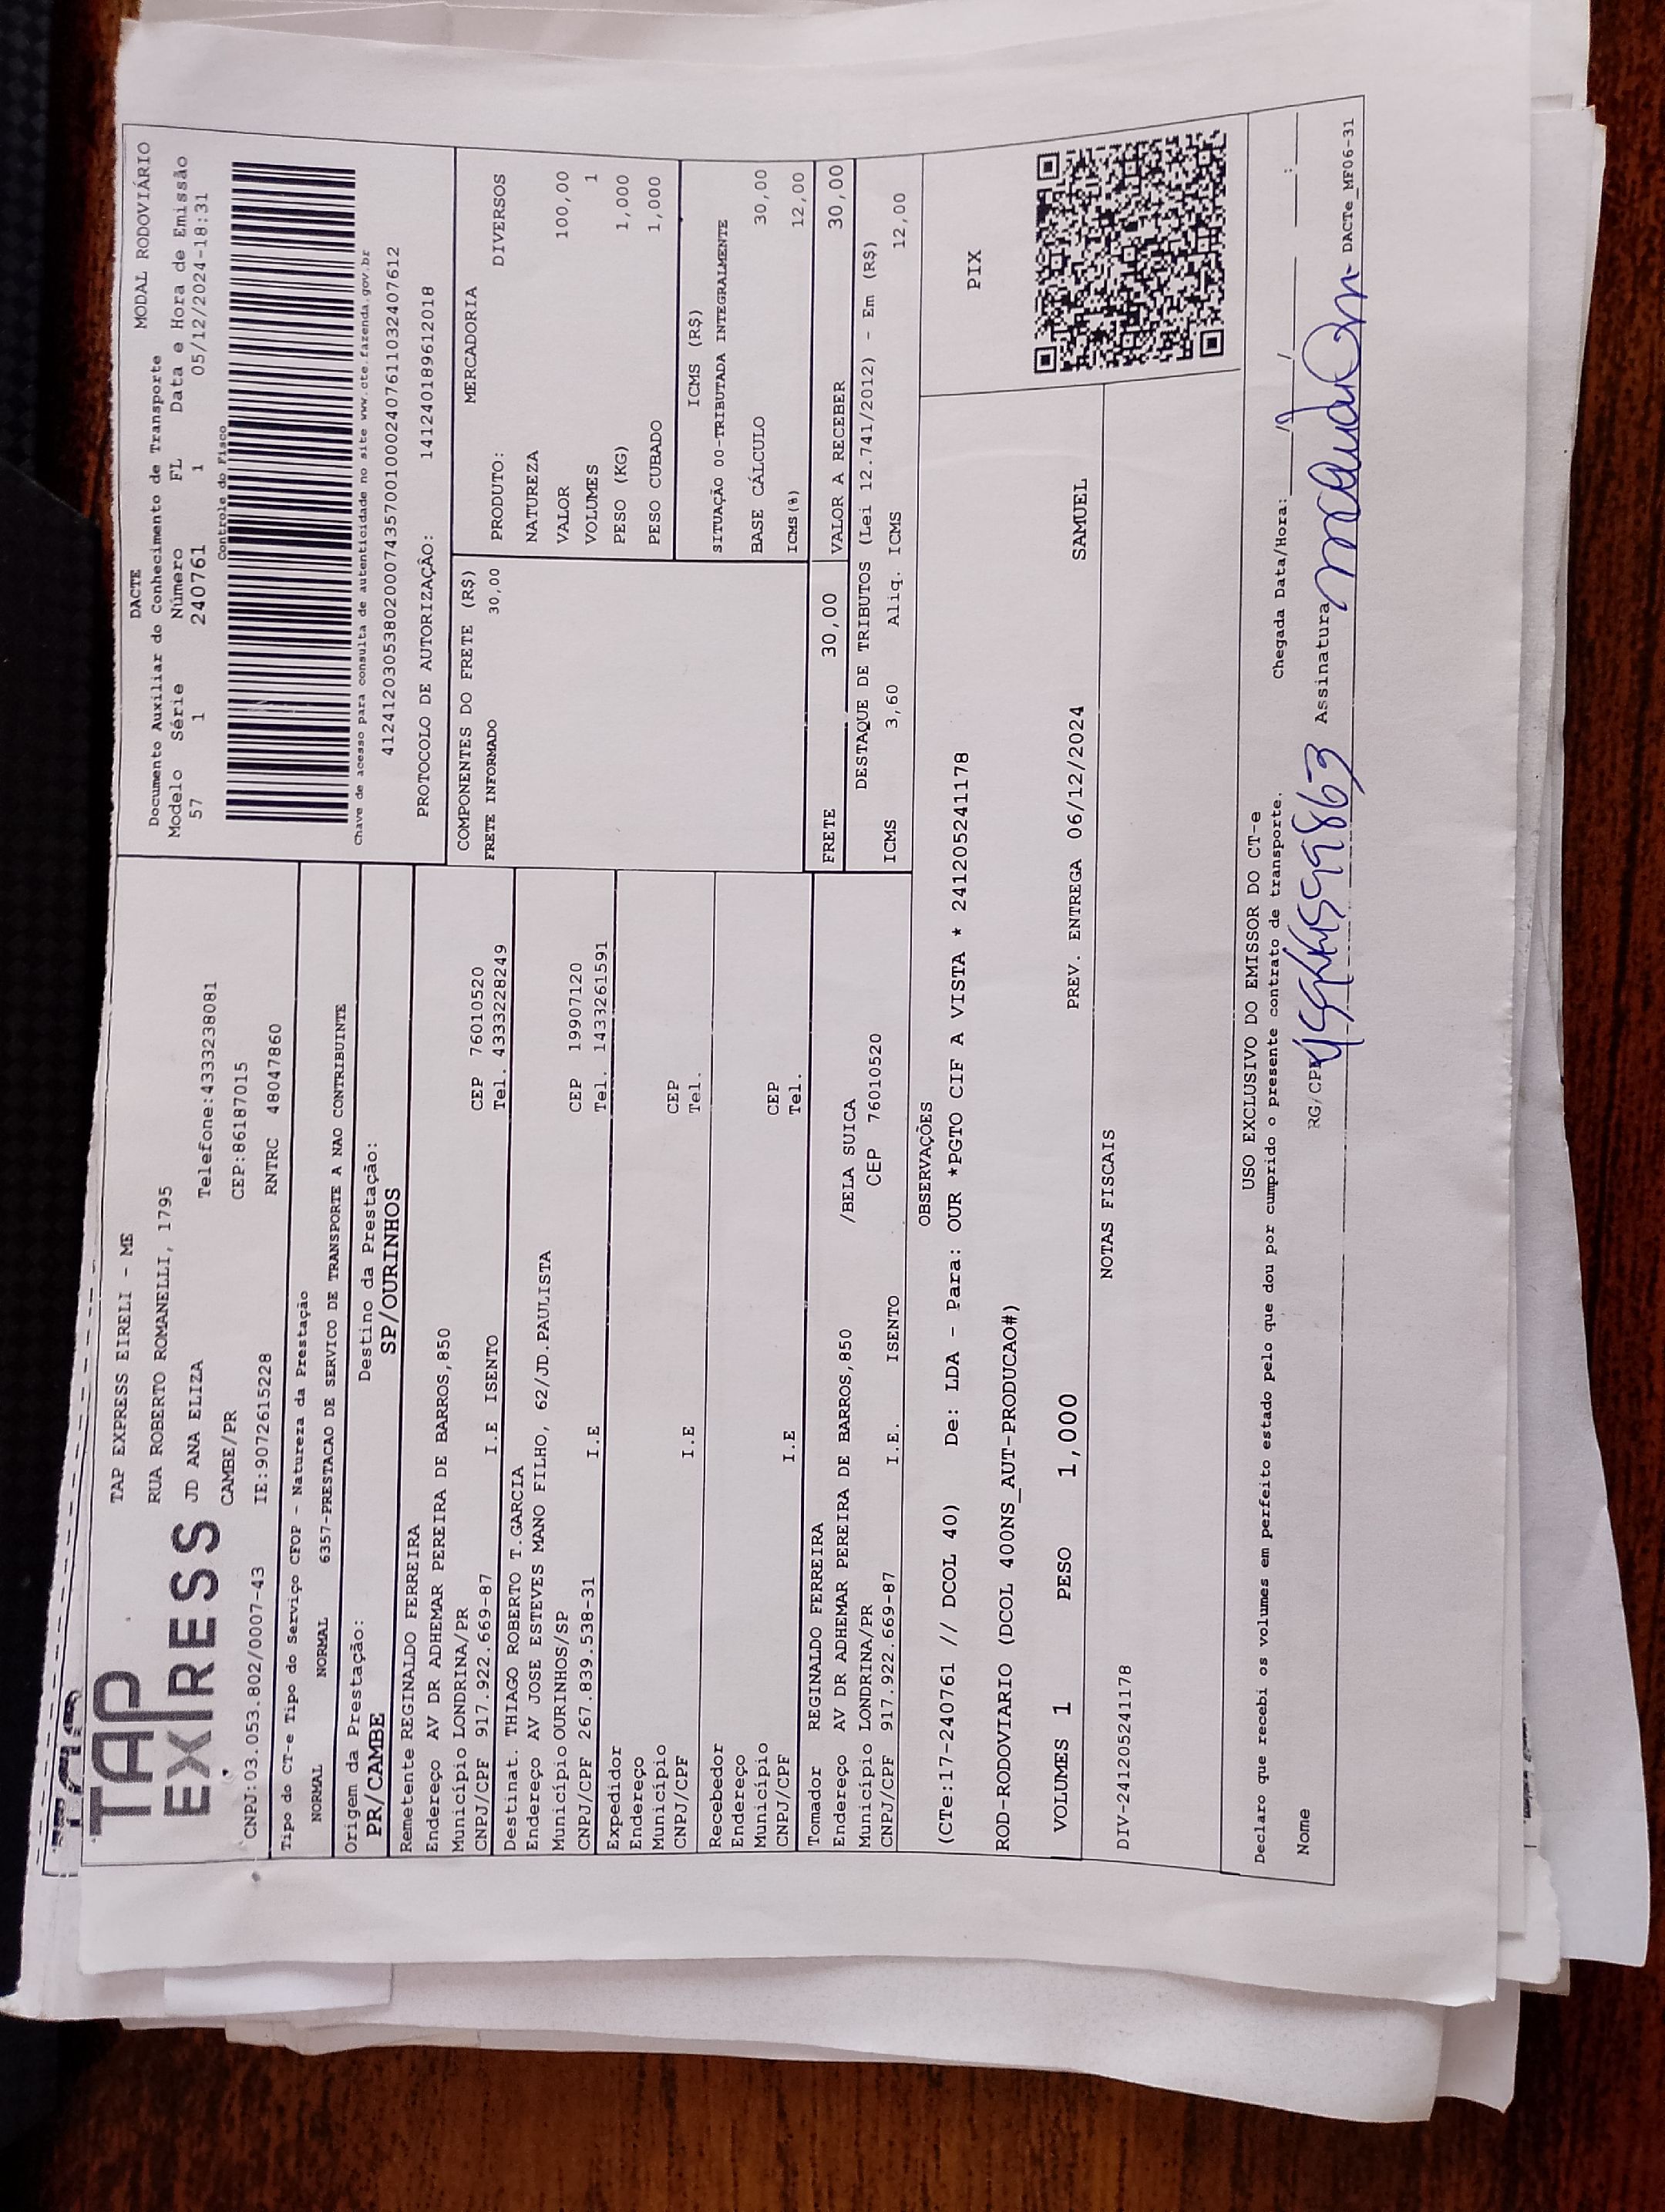 TAP
EXPRESS
TAP EXPRESS EIRELI - ME
RUA ROBERTO ROMANELLI, 1795
JD ANA ELIZA Telefone:4333238081
CAMBE/PR CEP:86187015
CNPJ:03.053.802/0007-43 IE:9072615228 RNTRC 48047860
Tipo do CT-e Tipo do Serviço CFOP - Natureza da Prestação
NORMAL NORMAL 6357-PRESTACAO DE SERVICO DE TRANSPORTE A NAO CONTRIBUINTE
Origem da Prestação: Destino da Prestação:
PR/CAMBE SP/OURINHOS
DACTE MODAL RODOVIÁRIO
Documento Auxiliar do Conhecimento de Transporte
Modelo Série Número FL Data e Hora de Emissão
57 1 240761 1 05/12/2024-18:31
Controle do Fisco
Chave de acesso para consulta de autenticidade no site www.cte.fazenda.gov.br
41241203053802000743570010002407611032407612
PROTOCOLO DE AUTORIZAÇÃO: 141240189612018
Remetente REGINALDO FERREIRA
Endereço AV DR ADHEMAR PEREIRA DE BARROS,850
Município LONDRINA/PR CEP 76010520
CNPJ/CPF 917.922.669-87 I.E ISENTO Tel. 4333228249
Destinat. THIAGO ROBERTO T.GARCIA
Endereço AV JOSE ESTEVES MANO FILHO, 62/JD.PAULISTA
Município OURINHOS/SP CEP 19907120
CNPJ/CPF 267.839.538-31 I.E Tel. 1433261591
Expedidor
Endereço
Município CEP
CNPJ/CPF I.E Tel.
Recebedor
Endereço
Município CEP
CNPJ/CPF I.E Tel.
Tomador REGINALDO FERREIRA
Endereço AV DR ADHEMAR PEREIRA DE BARROS,850 /BELA SUICA
Município LONDRINA/PR CEP 76010520
CNPJ/CPF 917.922.669-87 I.E. ISENTO
COMPONENTES DO FRETE (R$)
FRETE INFORMADO 30,00
MERCADORIA
PRODUTO: DIVERSOS
NATUREZA
VALOR 100,00
VOLUMES 1
PESO (KG) 1,000
PESO CUBADO 1,000
ICMS (R$)
SITUAÇÃO 00-TRIBUTADA INTEGRALMENTE
BASE CÁLCULO 30,00
ICMS(%) 12,00
FRETE 30,00 VALOR A RECEBER 30,00
DESTAQUE DE TRIBUTOS (Lei 12.741/2012) - Em (R$)
ICMS 3,60 Aliq. ICMS 12,00
OBSERVAÇÕES
(CTe:17-240761 // DCOL 40) De: LDA - Para: OUR *PGTO CIF A VISTA * 241205241178
PIX
ROD-RODOVIARIO (DCOL 400NS_AUT-PRODUCAO#)
VOLUMES 1 PESO 1,000 PREV. ENTREGA 06/12/2024 SAMUEL
NOTAS FISCAIS
DIV-241205241178
USO EXCLUSIVO DO EMISSOR DO CT-e
Declaro que recebi os volumes em perfeito estado pelo que dou por cumprido o presente contrato de transporte. Chegada Data/Hora:
Nome RG/CPF Assinatura DACTe_MF06-31